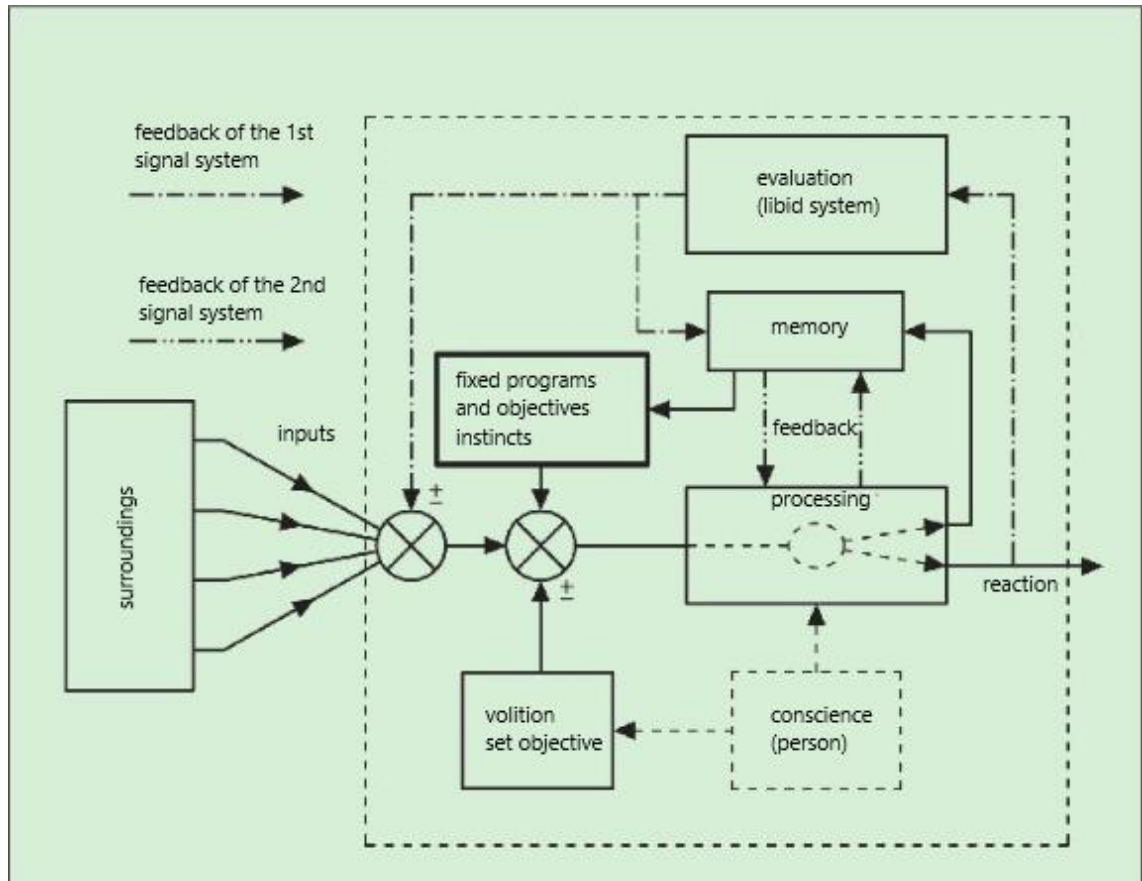 feedback of the 1st
signal system
feedback of the 2nd
signal system
evaluation
(libid system)
memory
fixed programs
and objectives
instincts
feedback
inputs
surroundings
±
±
processing
reaction
volition
set objective
conscience
(person)